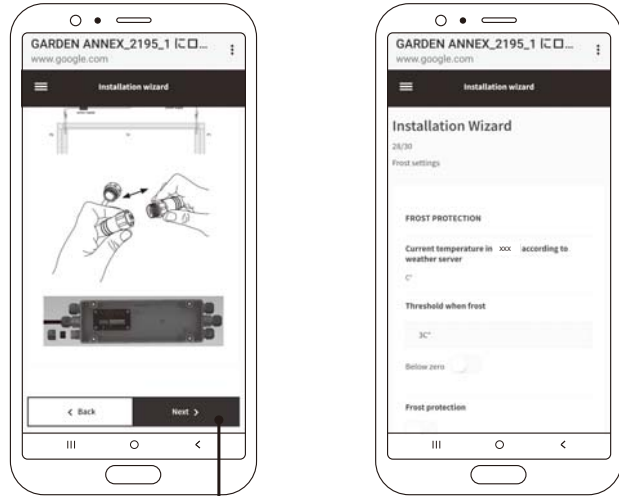 GARDEN ANNEX_2195_1 にロ...
www.google.com
Installation wizard
Back
Next
GARDEN ANNEX_2195_1 にロ...
www.google.com
Installation wizard
Installation Wizard
28/30
Frost settings
FROST PROTECTION
Current temperature in xxx according to
weather server
C°
Threshold when frost
3C°
Below zero
Frost protection